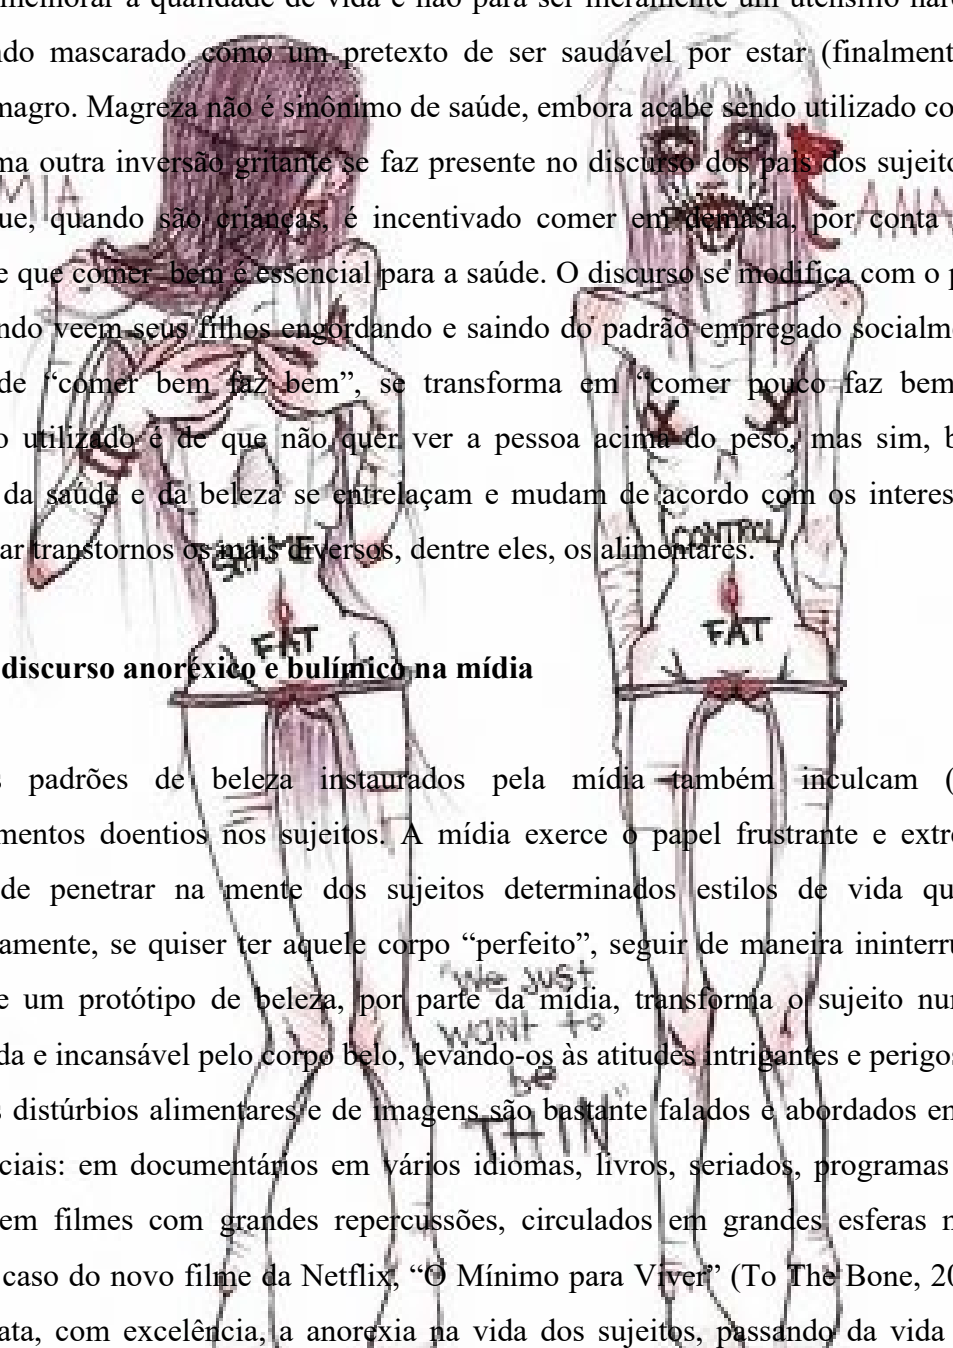 melhorar a qualidade de vida e não para ser meramente um utensílio
mascarado como um pretexto de ser saudável por estar (finalment
magro. Magreza não é sinônimo de saúde, embora acabe sendo utilizado co
ma outra inversão gritante se faz presente no discurso dos pais dos sujeito
MIA
ue, quando são crianças, é incentivado comer em demasia, por conta
ANA
e que comer bem é essencial para a saúde. O discurso se modifica com o p
ndo veem seus filhos engordando e saindo do padrão empregado socialme
de “comer bem faz bem”, se transforma em “comer pouco faz bem
o utilizado é de que não quer ver a pessoa acima do peso, mas sim, b
da saúde e da beleza se entrelaçam e mudam de acordo com os interes
CONTROL
ar transtornos os mais diversos, dentre eles, os alimentares.
FAT
FAT
discurso anoréxico e bulímico na mídia
s padrões de beleza instaurados pela mídia também inculcam (
mentos doentios nos sujeitos. A mídia exerce o papel frustrante e extre
de penetrar na mente dos sujeitos determinados estilos de vida qu
amente, se quiser ter aquele corpo “perfeito”, seguir de maneira ininterru
"We just
want to
be
THIN"
e um protótipo de beleza, por parte da mídia, transforma o sujeito num
da e incansável pelo corpo belo, levando-os às atitudes intrigantes e perigos
s distúrbios alimentares e de imagens são bastante falados e abordados em
ciais: em documentários em vários idiomas, livros, seriados, programas
em filmes com grandes repercussões, circulados em grandes esferas m
caso do novo filme da Netflix, “O Mínimo para Viver” (To The Bone, 20
ata, com excelência, a anorexia na vida dos sujeitos, passando da vida